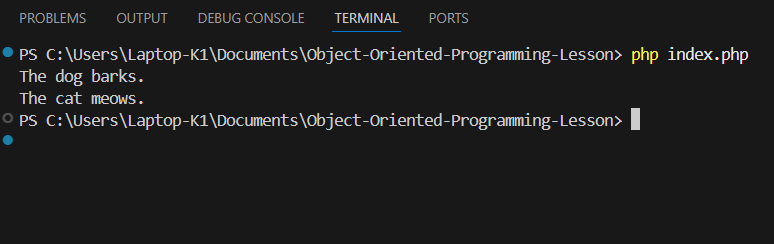 PROBLEMS OUTPUT DEBUG CONSOLE TERMINAL PORTS
PS C:\Users\Laptop-K1\Documents\Object-Oriented-Programming-Lesson> php index.php
The dog barks.
The cat meows.
PS C:\Users\Laptop-K1\Documents\Object-Oriented-Programming-Lesson>